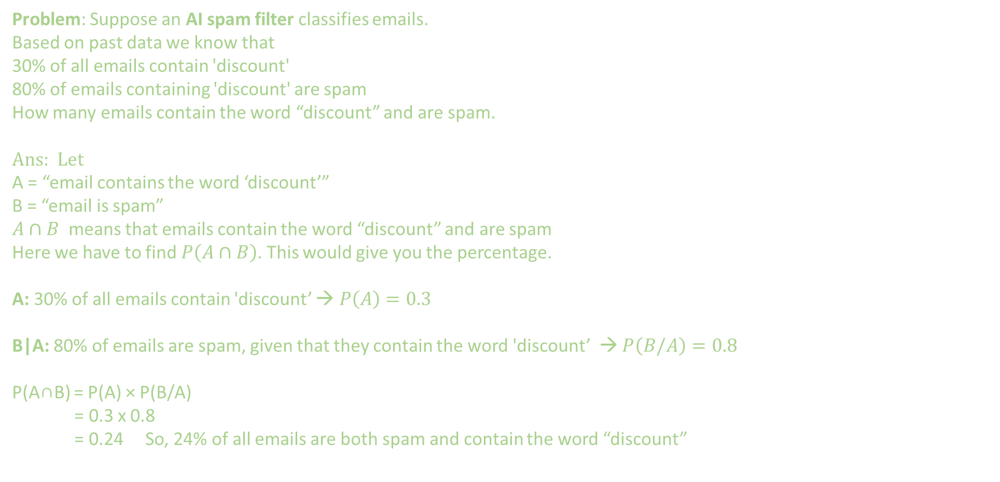 Problem: Suppose an AI spam filter classifies emails.
Based on past data we know that
30% of all emails contain 'discount'
80% of emails containing 'discount' are spam
How many emails contain the word “discount” and are spam.
Ans:  Let
A = “email contains the word ‘discount’”
B = “email is spam”
A ∩ B  means that emails contain the word “discount” and are spam
Here we have to find P(A ∩ B). This would give you the percentage.
A: 30% of all emails contain 'discount’ → P(A) = 0.3
B|A: 80% of emails are spam, given that they contain the word 'discount’  → P(B/A) = 0.8
P(A∩B) = P(A) × P(B/A)
= 0.3 x 0.8
= 0.24    So, 24% of all emails are both spam and contain the word “discount”